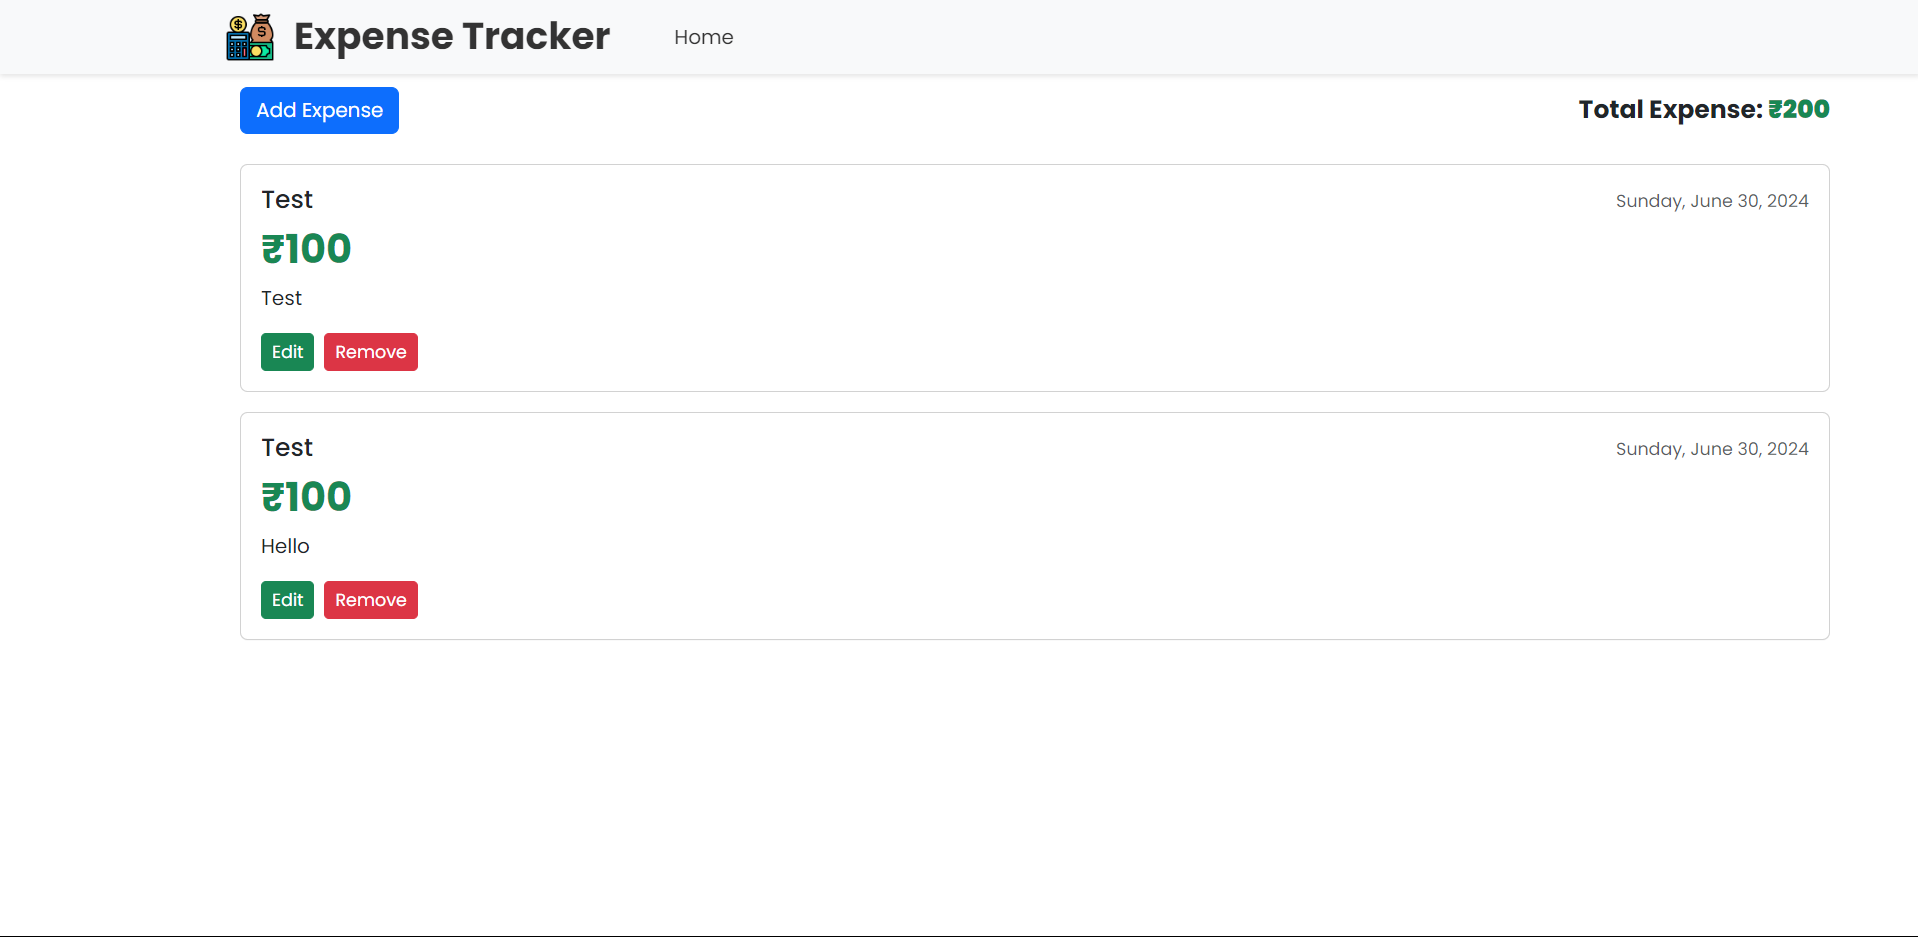 Expense Tracker Home
Add Expense Total Expense: ₹200
Test Sunday, June 30, 2024
₹100
Test
Edit Remove
Test Sunday, June 30, 2024
₹100
Hello
Edit Remove